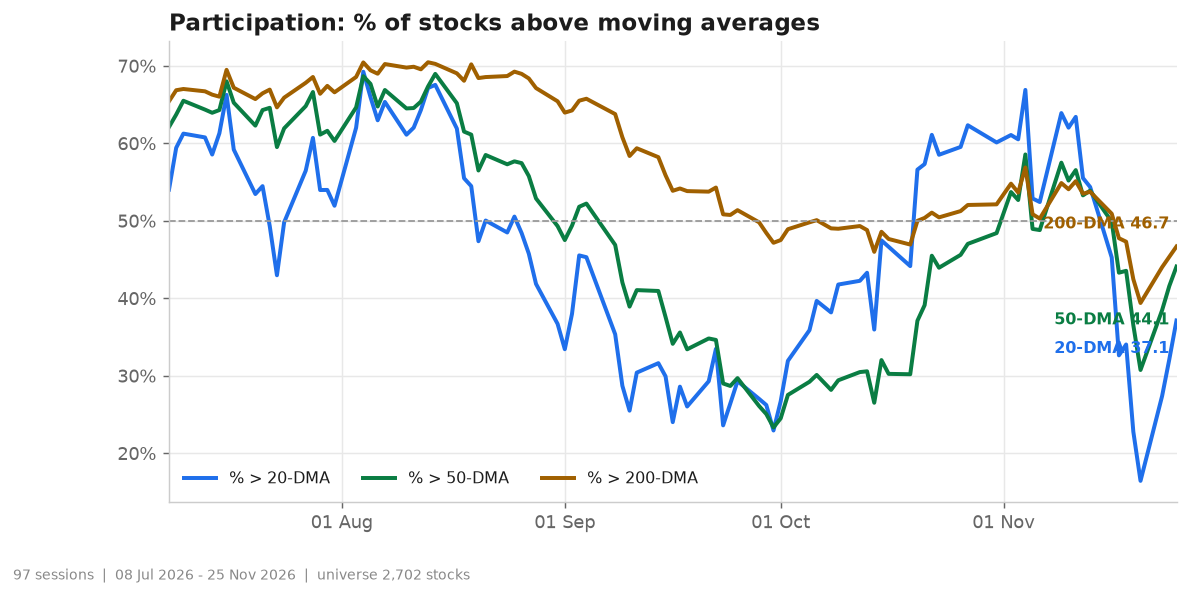 Participation: % of stocks above moving averages
70%
60%
50%
40%
30%
20%
200-DMA 46.7
50-DMA 44.1
20-DMA 37.1
% > 20-DMA % > 50-DMA % > 200-DMA
01 Aug 01 Sep 01 Oct 01 Nov
97 sessions | 08 Jul 2026 - 25 Nov 2026 | universe 2,702 stocks